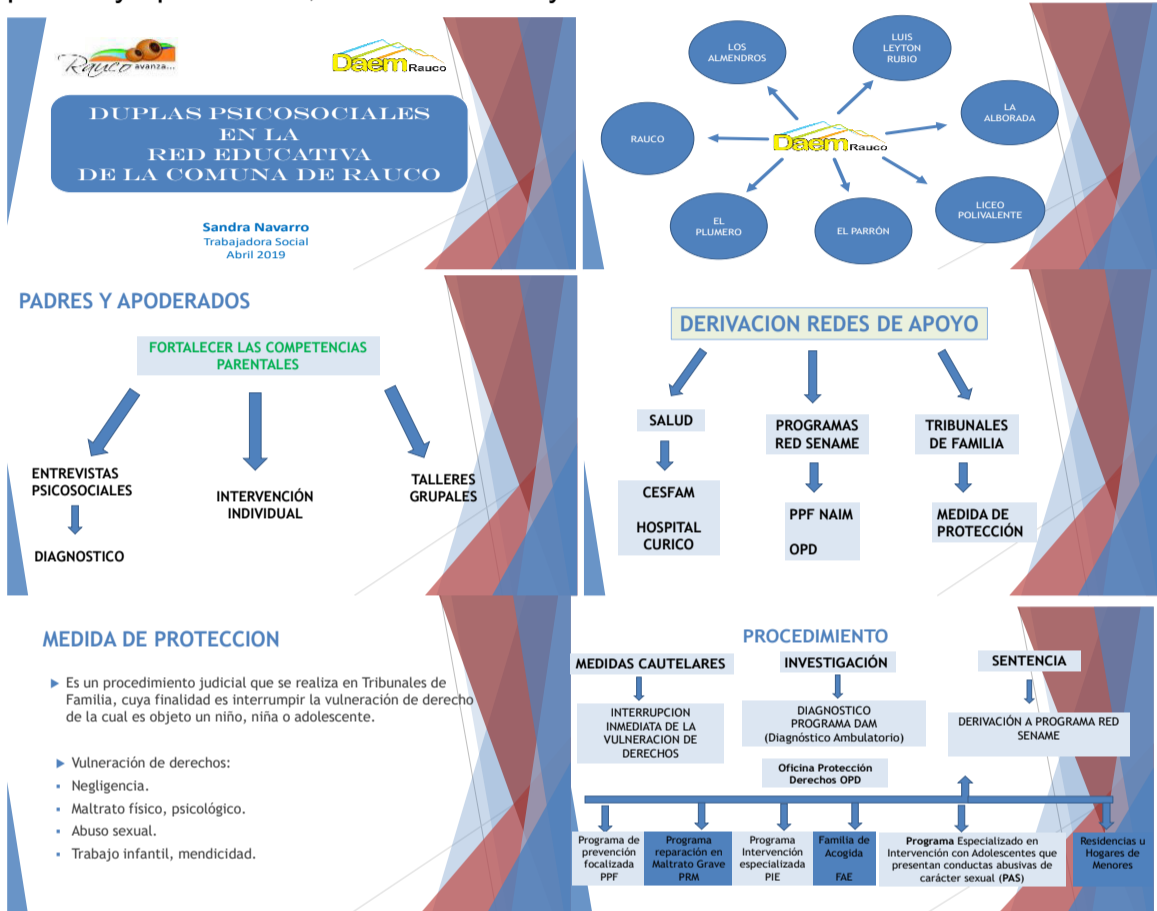 Rauco avanza...
Daem Rauco
DUPLAS PSICOSOCIALES
EN LA
RED EDUCATIVA
DE LA COMUNA DE RAUCO
Sandra Navarro
Trabajadora Social
Abril 2019
LOS
ALMENDROS
LUIS
LEYTON
RUBIO
LA
ALBORADA
RAUCO
Daem Rauco
LICEO
POLIVALENTE
EL
PLUMERO
EL PARRÓN
PADRES Y APODERADOS
FORTALECER LAS COMPETENCIAS
PARENTALES
ENTREVISTAS
PSICOSOCIALES
DIAGNOSTICO
INTERVENCIÓN
INDIVIDUAL
TALLERES
GRUPALES
DERIVACION REDES DE APOYO
SALUD
CESFAM
HOSPITAL
CURICO
PROGRAMAS
RED SENAME
PPF NAIM
OPD
TRIBUNALES
DE FAMILIA
MEDIDA DE
PROTECCIÓN
MEDIDA DE PROTECCION
Es un procedimiento judicial que se realiza en Tribunales de
Familia, cuya finalidad es interrumpir la vulneración de derecho
de la cual es objeto un niño, niña o adolescente.
Vulneración de derechos:
Negligencia.
Maltrato físico, psicológico.
Abuso sexual.
Trabajo infantil, mendicidad.
PROCEDIMIENTO
MEDIDAS CAUTELARES
INTERRUPCION
INMEDIATA DE LA
VULNERACION DE
DERECHOS
INVESTIGACIÓN
DIAGNOSTICO
PROGRAMA DAM
(Diagnóstico Ambulatorio)
Oficina Protección
Derechos OPD
SENTENCIA
DERIVACIÓN A PROGRAMA RED
SENAME
Programa de
prevención
focalizada
PPF
Programa
reparación en
Maltrato Grave
PRM
Programa
Intervención
especializada
PIE
Familia de
Acogida
FAE
Programa Especializado en
Intervención con Adolescentes que
presentan conductas abusivas de
carácter sexual (PAS)
Residencias u
Hogares de
Menores